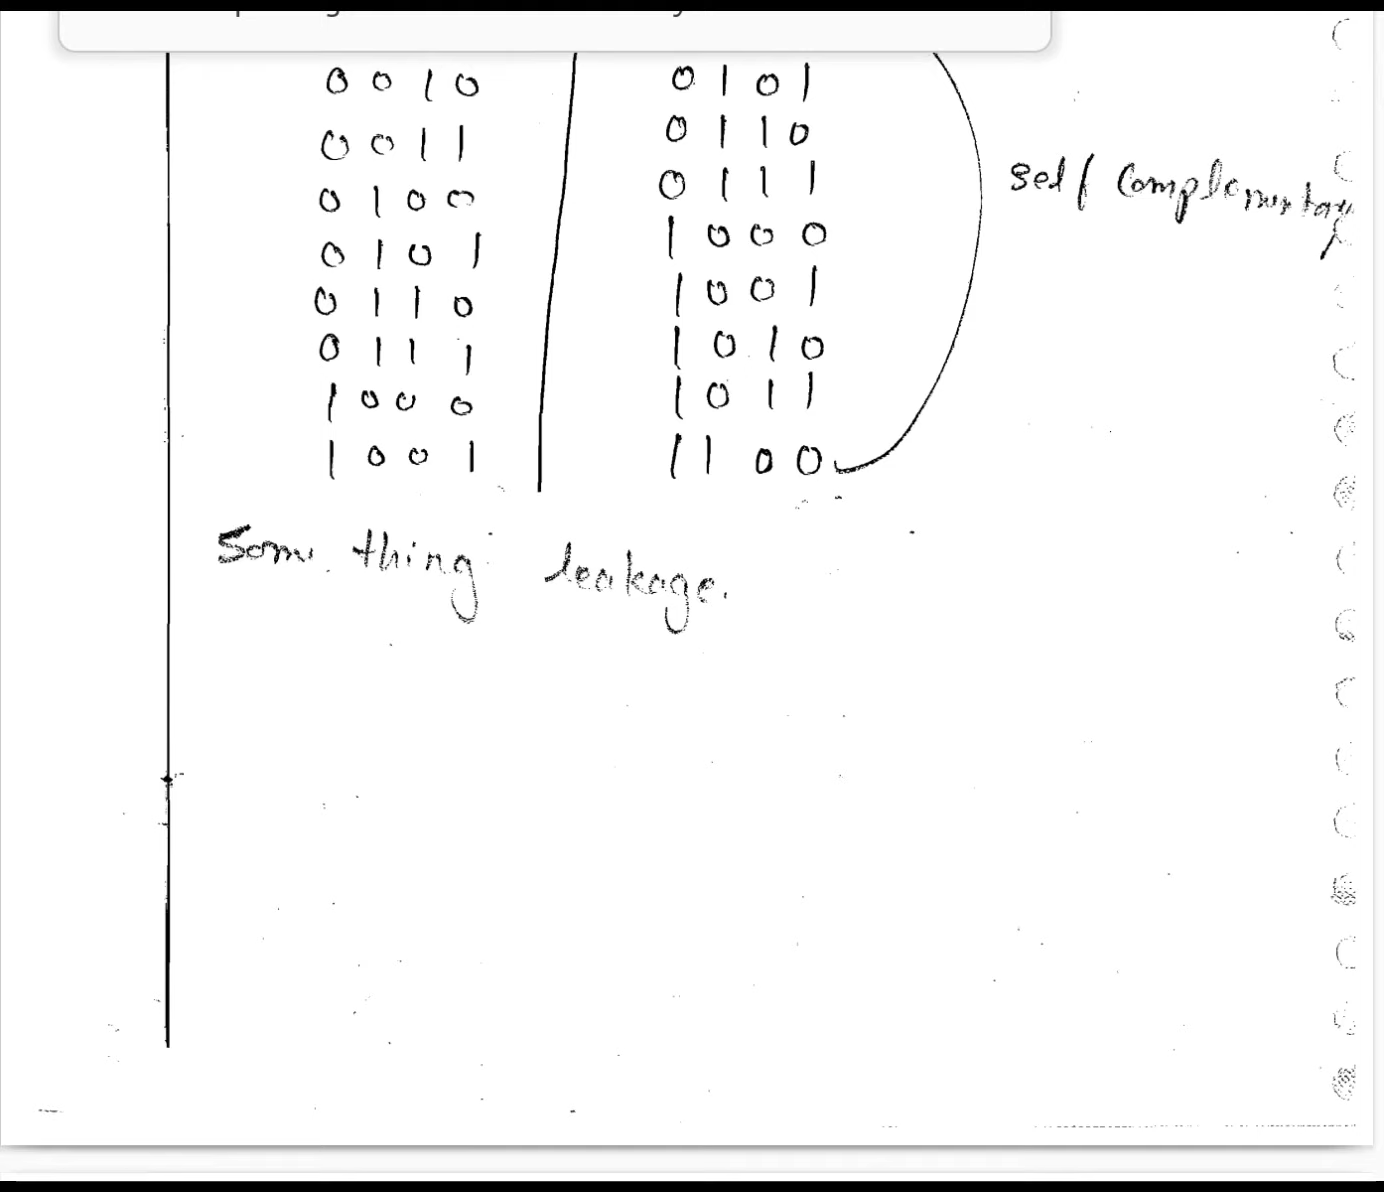 0 0 1 0 0 1 0 1
0 0 1 1 0 1 1 0
0 1 0 0 0 1 1 1
self complementary
0 1 0 1 1 0 0 0
0 1 1 0 1 0 0 1
0 1 1 1 1 0 1 0
1 0 0 0 1 0 1 1
1 0 0 1 1 1 0 0
Some thing leakage.